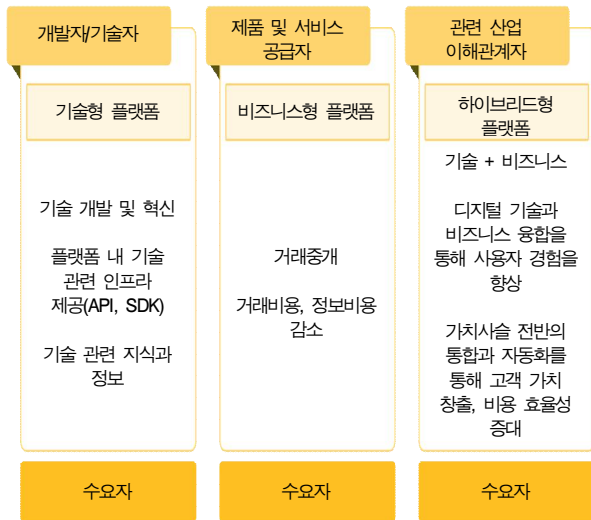 개발자/기술자
기술형 플랫폼
기술 개발 및 혁신
플랫폼 내 기술
관련 인프라
제공(API, SDK)
기술 관련 지식과
정보
수요자
제품 및 서비스
공급자
비즈니스형 플랫폼
거래중개
거래비용, 정보비용
감소
수요자
관련 산업
이해관계자
하이브리드형
플랫폼
기술 + 비즈니스
디지털 기술과
비즈니스 융합을
통해 사용자 경험을
향상
가치사슬 전반의
통합과 자동화를
통해 고객 가치
창출, 비용 효율성
증대
수요자